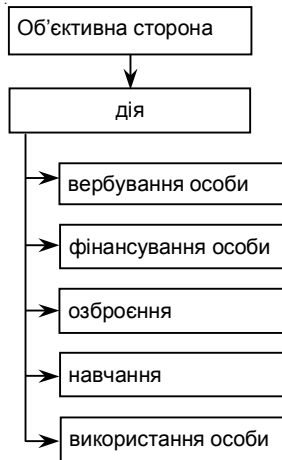 Об’єктивна сторона
дія
вербування особи
фінансування особи
озброєння
навчання
використання особи